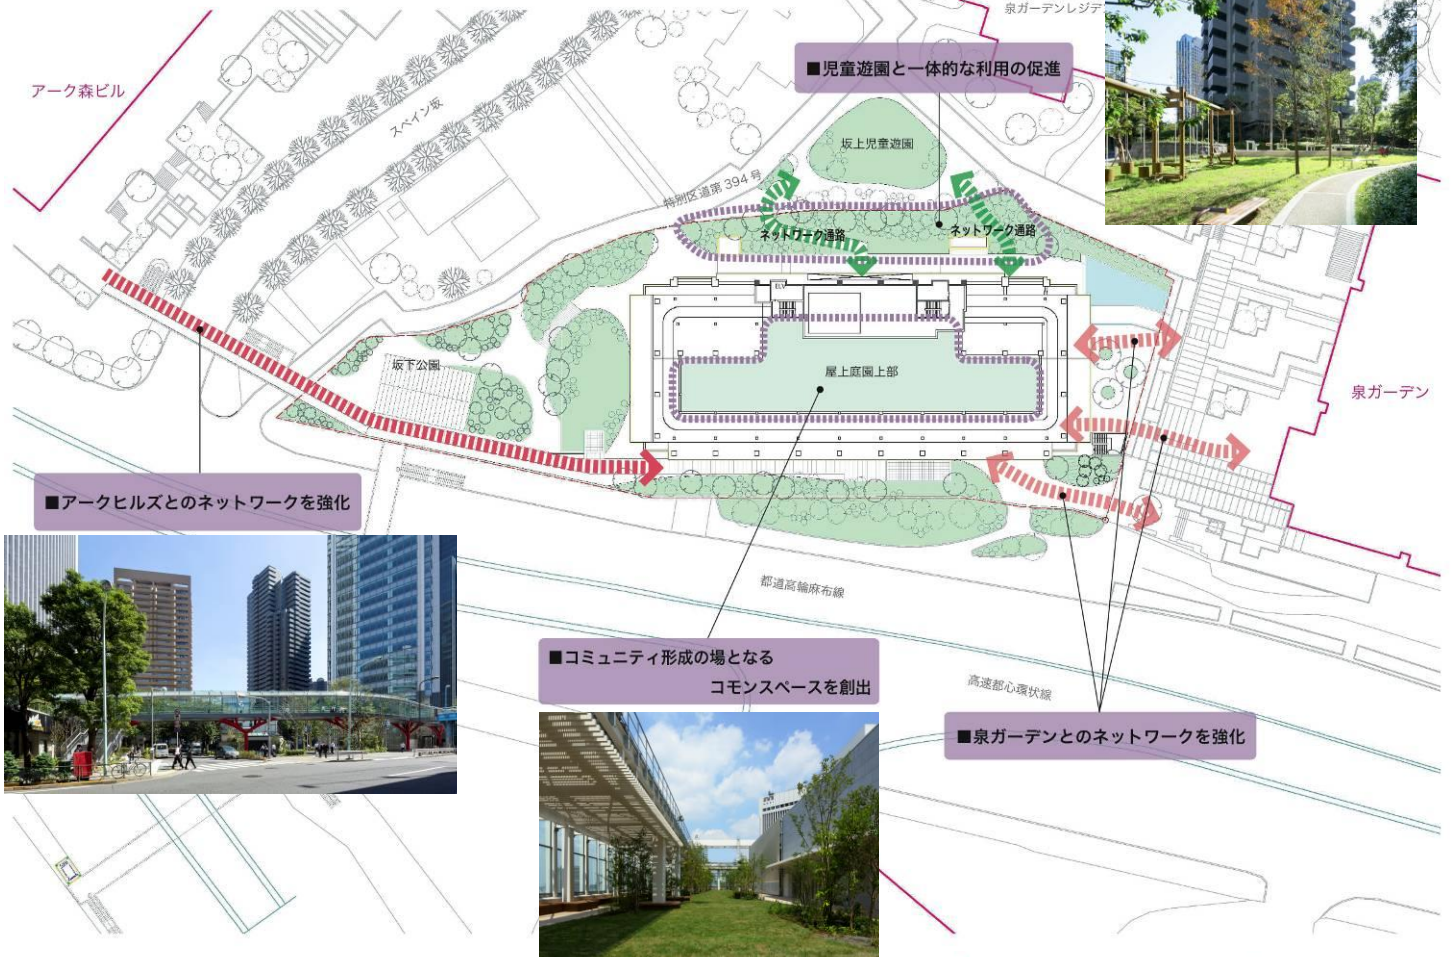 泉ガーデンレジデ
■児童遊園と一体的な利用の促進
アーク森ビル
スペイン坂
坂上児童遊園
特別区道第394号
ネットワーク通路
ネットワーク通路
ELV
坂下公園
屋上庭園上部
泉ガーデン
■アークヒルズとのネットワークを強化
都道高輪麻布線
■コミュニティ形成の場となる
コモンスペースを創出
高速都心環状線
■泉ガーデンとのネットワークを強化